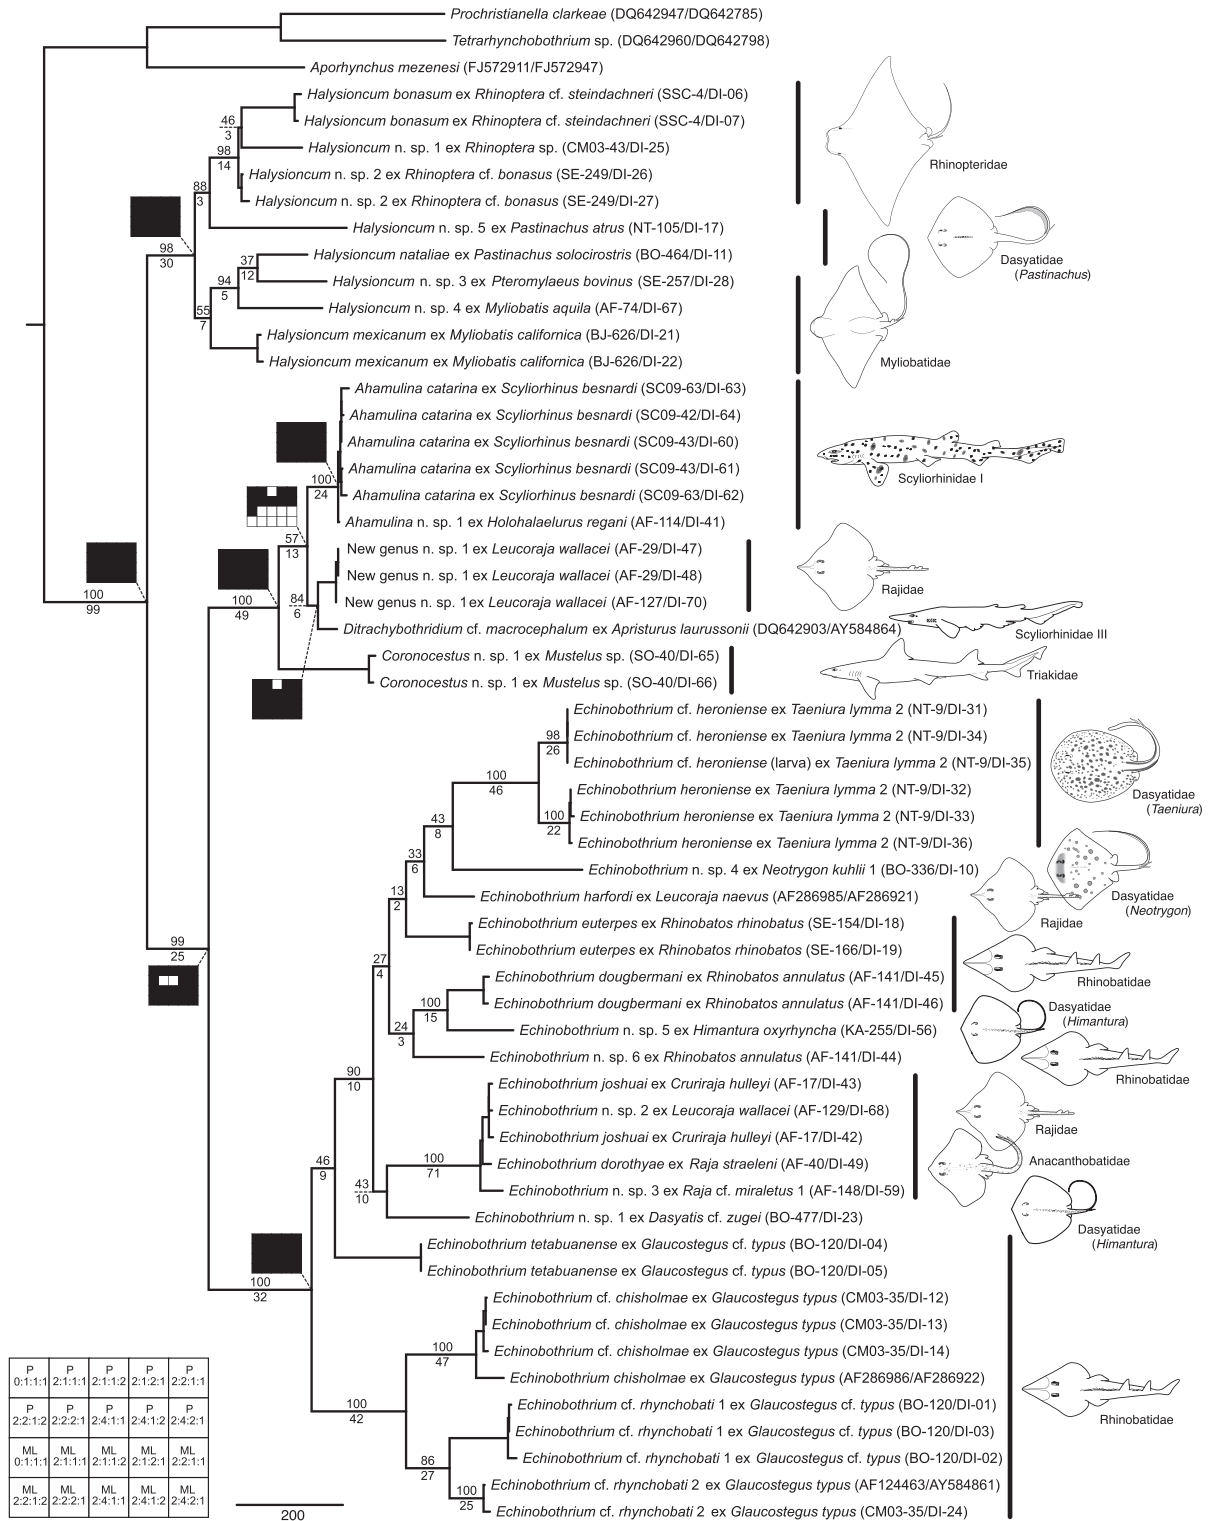 Prochristianella clarkeae (DQ642947/DQ642785)
Tetrarhynchobothrium sp. (DQ642960/DQ642798)
Aporhynchus mezenesi (FJ572911/FJ572947)
Halysioncum bonasum ex Rhinoptera cf. steindachneri (SSC-4/DI-06)
46
Halysioncum bonasum ex Rhinoptera cf. steindachneri (SSC-4/DI-07)
3
Halysioncum n. sp. 1 ex Rhinoptera sp. (CM03-43/DI-25)
98
14
Rhinopteridae
Halysioncum n. sp. 2 ex Rhinoptera cf. bonasus (SE-249/DI-26)
88
3
Halysioncum n. sp. 2 ex Rhinoptera cf. bonasus (SE-249/DI-27)
Halysioncum n. sp. 5 ex Pastinachus atrus (NT-105/DI-17)
98
30
Halysioncum nataliae ex Pastinachus solocirostris (BO-464/DI-11)
Dasyatidae
(Pastinachus)
37
12
94
5
Halysioncum n. sp. 3 ex Pteromylaeus bovinus (SE-257/DI-28)
Halysioncum n. sp. 4 ex Myliobatis aquila (AF-74/DI-67)
55
7
Halysioncum mexicanum ex Myliobatis californica (BJ-626/DI-21)
Halysioncum mexicanum ex Myliobatis californica (BJ-626/DI-22)
Myliobatidae
Ahamulina catarina ex Scyliorhinus besnardi (SC09-63/DI-63)
Ahamulina catarina ex Scyliorhinus besnardi (SC09-42/DI-64)
Ahamulina catarina ex Scyliorhinus besnardi (SC09-43/DI-60)
Ahamulina catarina ex Scyliorhinus besnardi (SC09-43/DI-61)
Scyliorhinidae I
100
24
Ahamulina catarina ex Scyliorhinus besnardi (SC09-63/DI-62)
Ahamulina n. sp. 1 ex Holohalaelurus regani (AF-114/DI-41)
57
13
New genus n. sp. 1 ex Leucoraja wallacei (AF-29/DI-47)
New genus n. sp. 1 ex Leucoraja wallacei (AF-29/DI-48)
Rajidae
100
99
100
49
84
6
New genus n. sp. 1 ex Leucoraja wallacei (AF-127/DI-70)
Ditrachybothridium cf. macrocephalum ex Apristurus laurussonii (DQ642903/AY584864)
Scyliorhinidae III
Coronocestus n. sp. 1 ex Mustelus sp. (SO-40/DI-65)
Coronocestus n. sp. 1 ex Mustelus sp. (SO-40/DI-66)
Triakidae
Echinobothrium cf. heroniense ex Taeniura lymma 2 (NT-9/DI-31)
98
26
Echinobothrium cf. heroniense ex Taeniura lymma 2 (NT-9/DI-34)
Echinobothrium cf. heroniense (larva) ex Taeniura lymma 2 (NT-9/DI-35)
100
46
Echinobothrium heroniense ex Taeniura lymma 2 (NT-9/DI-32)
Dasyatidae
(Taeniura)
100
22
Echinobothrium heroniense ex Taeniura lymma 2 (NT-9/DI-33)
43
8
Echinobothrium heroniense ex Taeniura lymma 2 (NT-9/DI-36)
33
6
Echinobothrium n. sp. 4 ex Neotrygon kuhlii 1 (BO-336/DI-10)
13
2
Echinobothrium harfordi ex Leucoraja naevus (AF286985/AF286921)
Dasyatidae
(Neotrygon)
Rajidae
Echinobothrium euterpes ex Rhinobatos rhinobatus (SE-154/DI-18)
99
25
Echinobothrium euterpes ex Rhinobatos rhinobatos (SE-166/DI-19)
27
4
Echinobothrium dougbermani ex Rhinobatos annulatus (AF-141/DI-45)
Rhinobatidae
100
15
Echinobothrium dougbermani ex Rhinobatos annulatus (AF-141/DI-46)
Dasyatidae
(Himantura)
24
3
Echinobothrium n. sp. 5 ex Himantura oxyrhyncha (KA-255/DI-56)
Echinobothrium n. sp. 6 ex Rhinobatos annulatus (AF-141/DI-44)
90
10
Rhinobatidae
Echinobothrium joshuai ex Cruriraja hulleyi (AF-17/DI-43)
Echinobothrium n. sp. 2 ex Leucoraja wallacei (AF-129/DI-68)
Rajidae
Echinobothrium joshuai ex Cruriraja hulleyi (AF-17/DI-42)
46
9
100
71
Echinobothrium dorothyae ex Raja straeleni (AF-40/DI-49)
Anacanthobatidae
43
10
Echinobothrium n. sp. 3 ex Raja cf. miraletus 1 (AF-148/DI-59)
Echinobothrium n. sp. 1 ex Dasyatis cf. zugei (BO-477/DI-23)
Dasyatidae
(Himantura)
Echinobothrium tetabuanense ex Glaucostegus cf. typus (BO-120/DI-04)
Echinobothrium tetabuanense ex Glaucostegus cf. typus (BO-120/DI-05)
100
32
Echinobothrium cf. chisholmae ex Glaucostegus typus (CM03-35/DI-12)
Echinobothrium cf. chisholmae ex Glaucostegus typus (CM03-35/DI-13)
100
47
Echinobothrium cf. chisholmae ex Glaucostegus typus (CM03-35/DI-14)
Echinobothrium chisholmae ex Glaucostegus typus (AF286986/AF286922)
100
42
Echinobothrium cf. rhynchobati 1 ex Glaucostegus cf. typus (BO-120/DI-01)
Rhinobatidae
Echinobothrium cf. rhynchobati 1 ex Glaucostegus cf. typus (BO-120/DI-03)
86
27
Echinobothrium cf. rhynchobati 1 ex Glaucostegus cf. typus (BO-120/DI-02)
100
25
Echinobothrium cf. rhynchobati 2 ex Glaucostegus typus (AF124463/AY584861)
Echinobothrium cf. rhynchobati 2 ex Glaucostegus typus (CM03-35/DI-24)
P P P P P
0:1:1:1 2:1:1:1 2:1:1:2 2:1:2:1 2:2:1:1
P P P P P
2:2:1:2 2:2:2:1 2:4:1:1 2:4:1:2 2:4:2:1
ML ML ML ML ML
0:1:1:1 2:1:1:1 2:1:1:2 2:1:2:1 2:2:1:1
ML ML ML ML ML
2:2:1:2 2:2:2:1 2:4:1:1 2:4:1:2 2:4:2:1
200